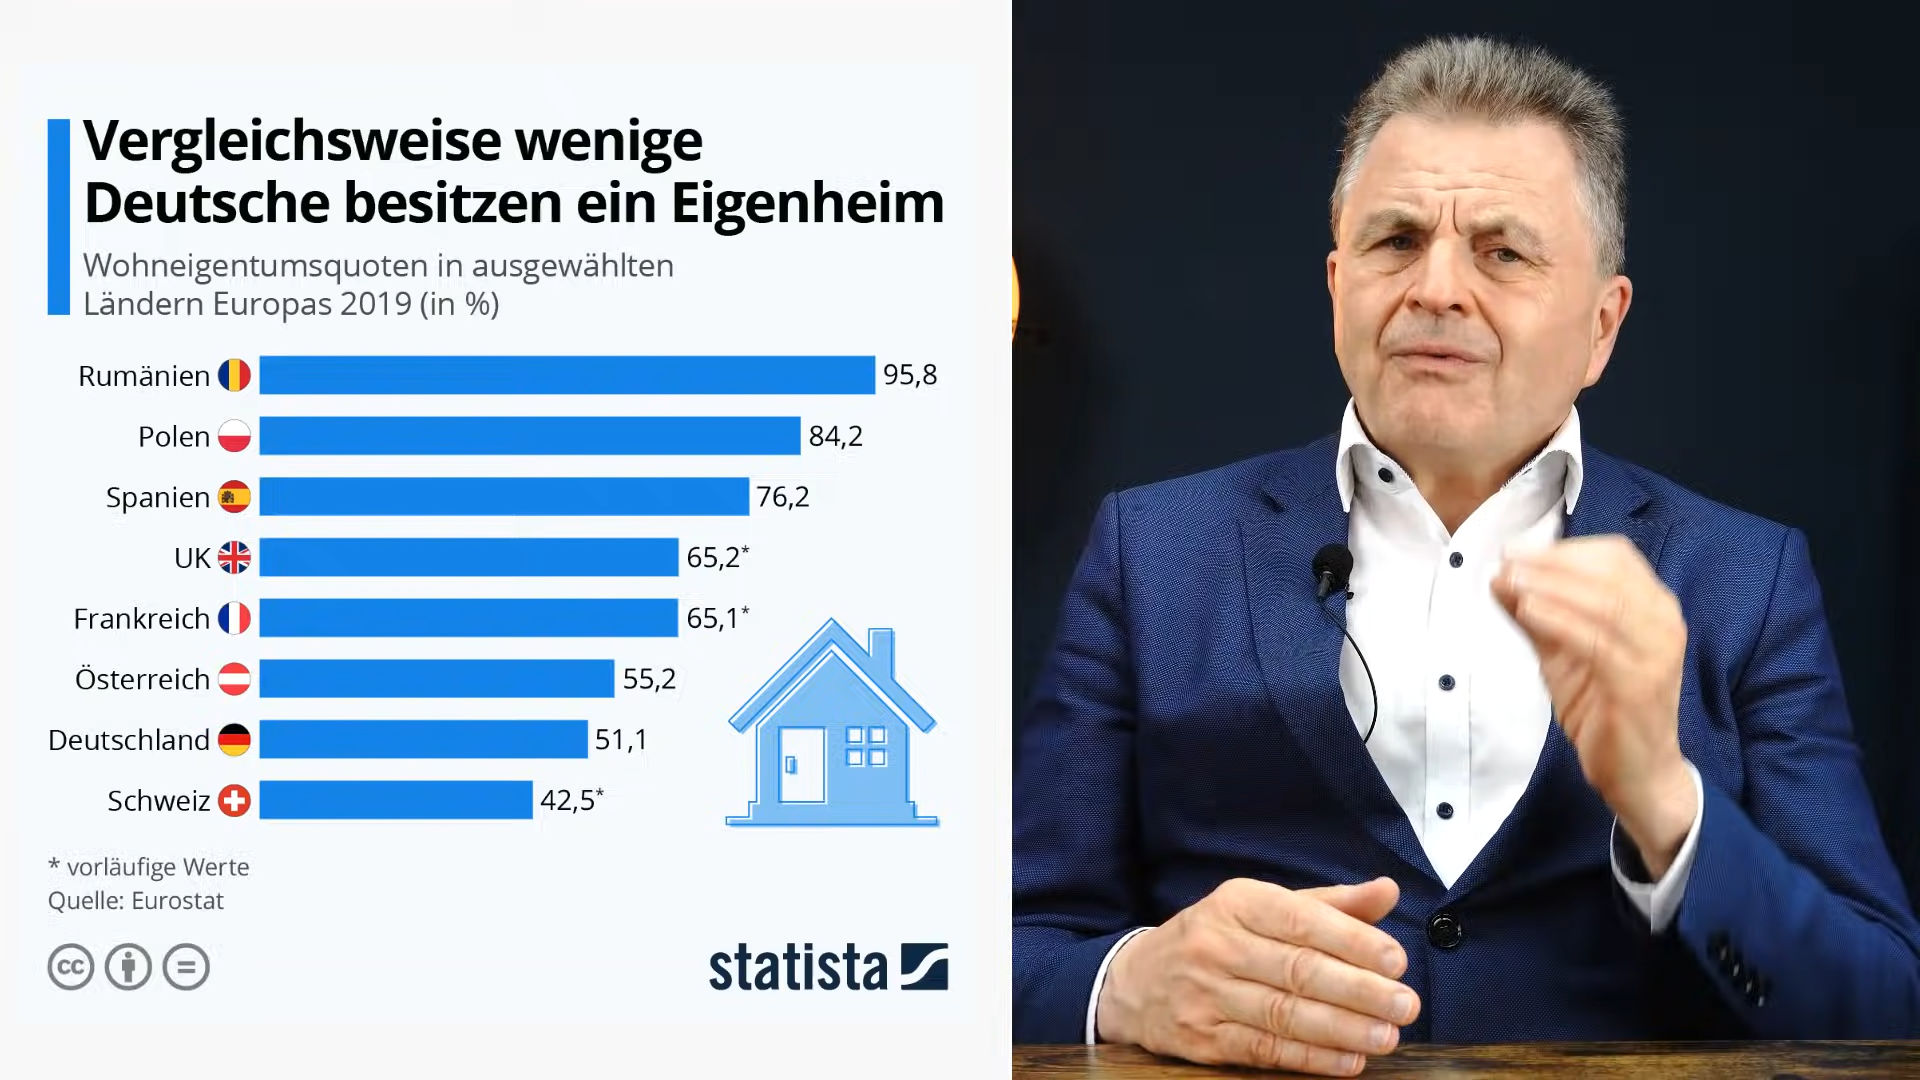 Vergleichsweise wenige
Deutsche besitzen ein Eigenheim
Wohneigentumsquoten in ausgewählten
Ländern Europas 2019 (in %)
Rumänien 95,8
Polen 84,2
Spanien 76,2
UK 65,2*
Frankreich 65,1*
Österreich 55,2
Deutschland 51,1
Schweiz 42,5*
* vorläufige Werte
Quelle: Eurostat
cc =
statista